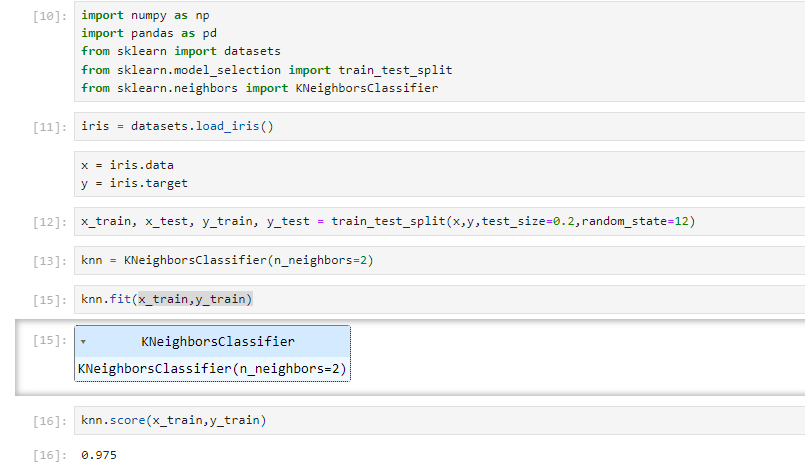 [10]: import numpy as np
import pandas as pd
from sklearn import datasets
from sklearn.model_selection import train_test_split
from sklearn.neighbors import KNeighborsClassifier
[11]: iris = datasets.load_iris()
x = iris.data
y = iris.target
[12]: x_train, x_test, y_train, y_test = train_test_split(x,y,test_size=0.2,random_state=12)
[13]: knn = KNeighborsClassifier(n_neighbors=2)
[15]: knn.fit(x_train,y_train)
[15]: ▾ KNeighborsClassifier
KNeighborsClassifier(n_neighbors=2)
[16]: knn.score(x_train,y_train)
[16]: 0.975